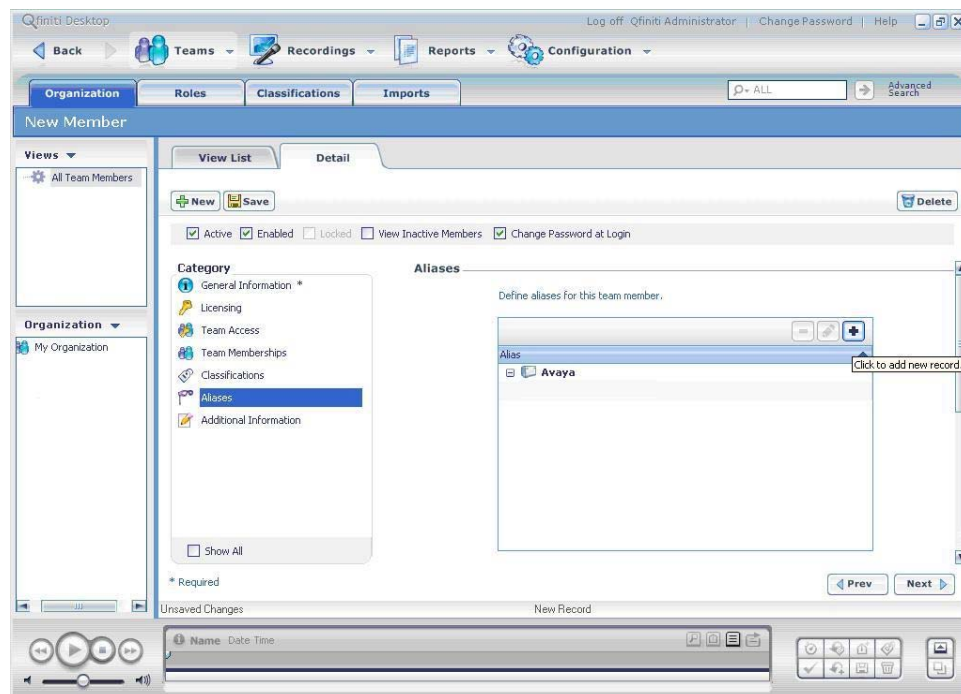 Qfiniti Desktop
Log off Qfiniti Administrator | Change Password | Help
Back Teams Recordings Reports Configuration
Organization Roles Classifications Imports ALL Advanced Search
New Member
Views
All Team Members
View List Detail
New Save Delete
Active Enabled Locked View Inactive Members Change Password at Login
Category
General Information *
Licensing
Team Access
Team Memberships
Classifications
Aliases
Additional Information
Show All
* Required
Aliases
Define aliases for this team member.
Alias
Click to add new record.
Avaya
Organization
My Organization
Prev Next
Unsaved Changes New Record
Name Date Time